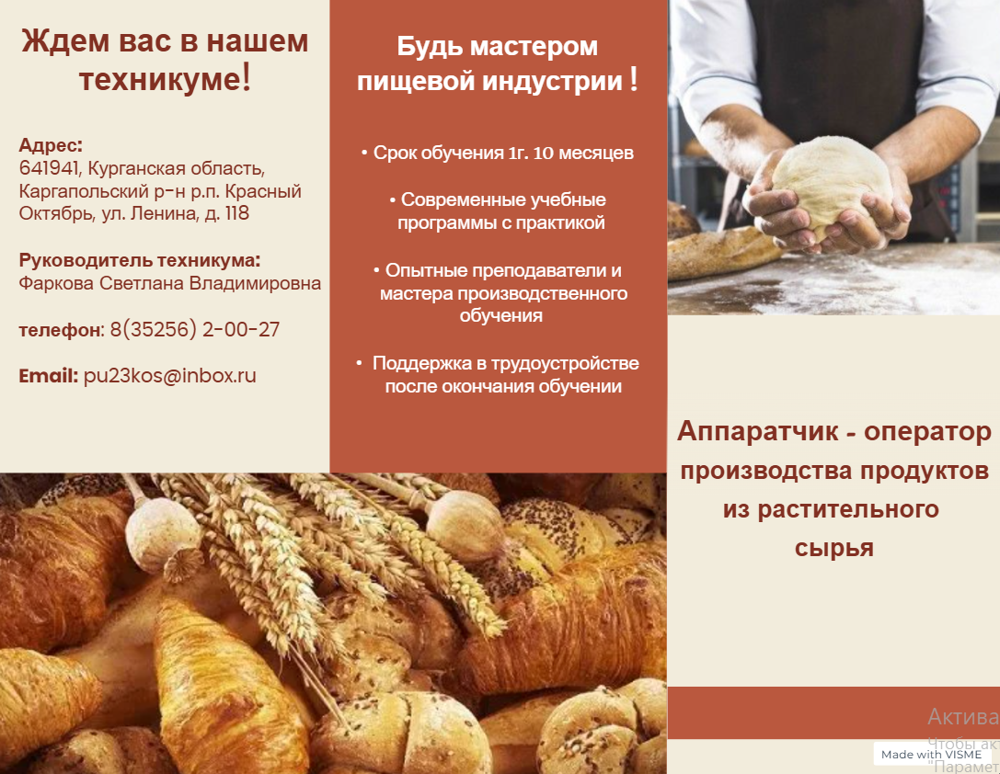 Ждем вас в нашем
техникуме!
Адрес:
641941, Курганская область,
Каргапольский р-н р.п. Красный
Октябрь, ул. Ленина, д. 118
Руководитель техникума:
Фаркова Светлана Владимировна
телефон: 8(35256) 2-00-27
Email: pu23kos@inbox.ru
Будь мастером
пищевой индустрии !
• Срок обучения 1г. 10 месяцев
• Современные учебные
программы с практикой
• Опытные преподаватели и
мастера производственного
обучения
• Поддержка в трудоустройстве
после окончания обучении
Аппаратчик - оператор
производства продуктов
из растительного
сырья
Актива
Чтобы ак
"Парамет
Made with VISME